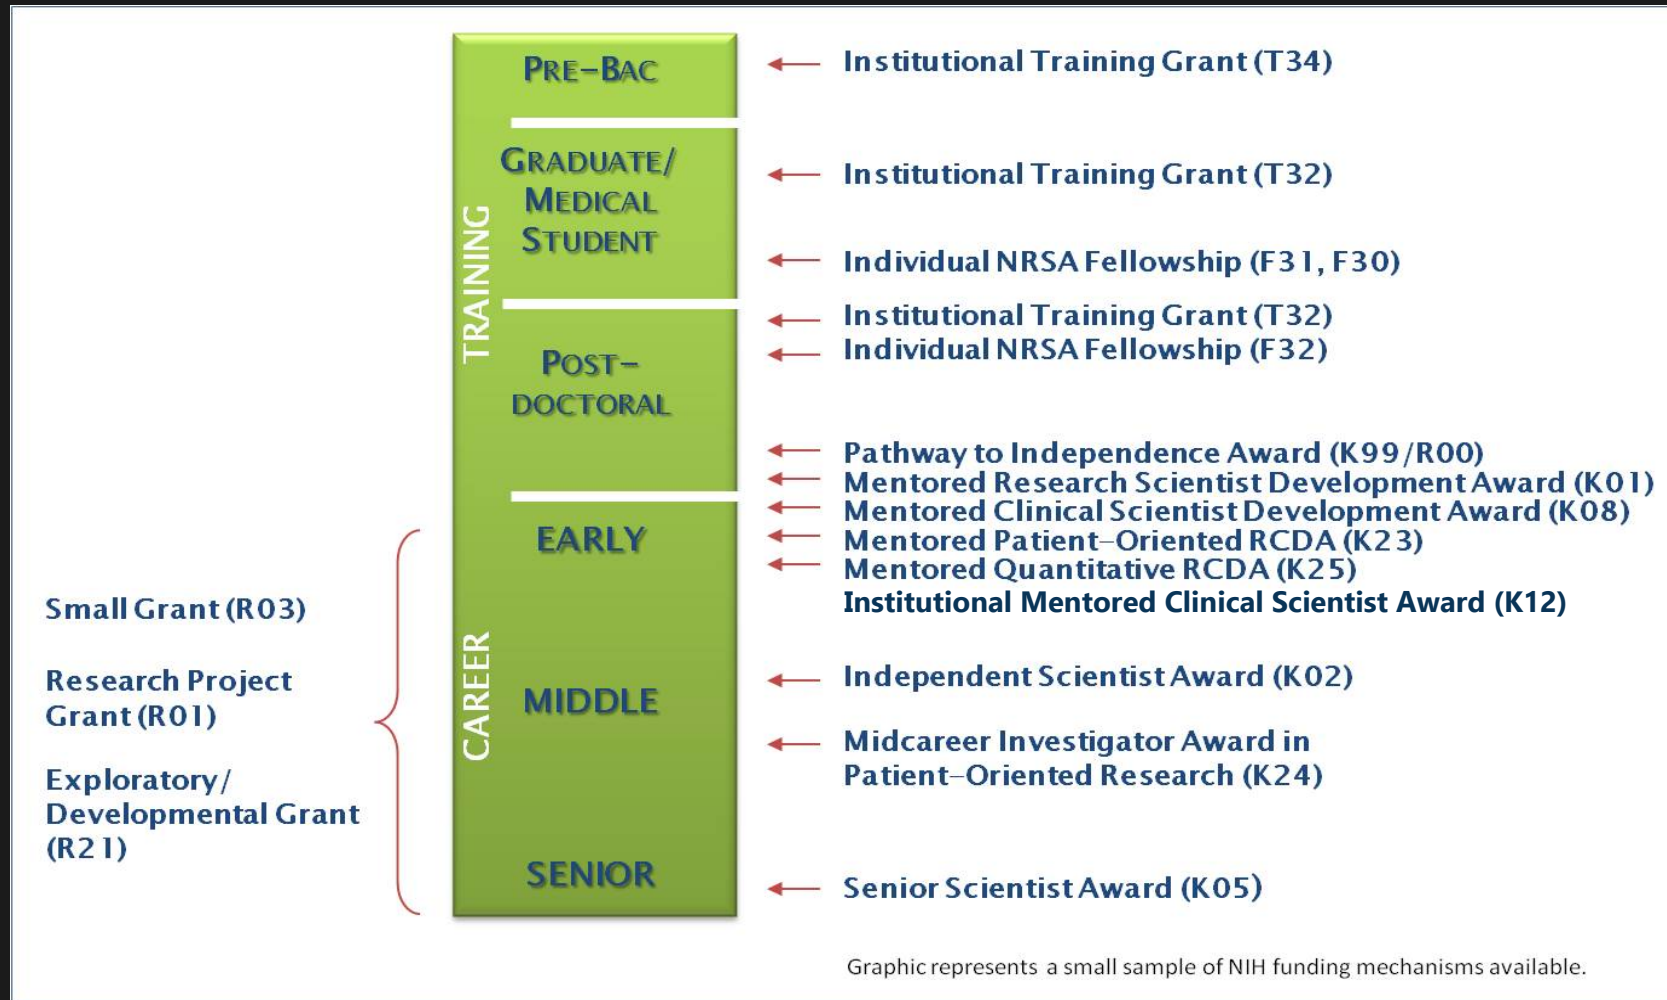 PRE-BAC
Institutional Training Grant (T34)
GRADUATE/
MEDICAL
STUDENT
Institutional Training Grant (T32)
Individual NRSA Fellowship (F31, F30)
TRAINING
POST-
DOCTORAL
Institutional Training Grant (T32)
Individual NRSA Fellowship (F32)
Pathway to Independence Award (K99/R00)
Mentored Research Scientist Development Award (K01)
Mentored Clinical Scientist Development Award (K08)
Mentored Patient-Oriented RCDA (K23)
Mentored Quantitative RCDA (K25)
Institutional Mentored Clinical Scientist Award (K12)
EARLY
CAREER
MIDDLE
Independent Scientist Award (K02)
Midcareer Investigator Award in
Patient-Oriented Research (K24)
SENIOR
Senior Scientist Award (K05)
Small Grant (R03)
Research Project
Grant (R01)
Exploratory/
Developmental Grant
(R21)
Graphic represents a small sample of NIH funding mechanisms available.